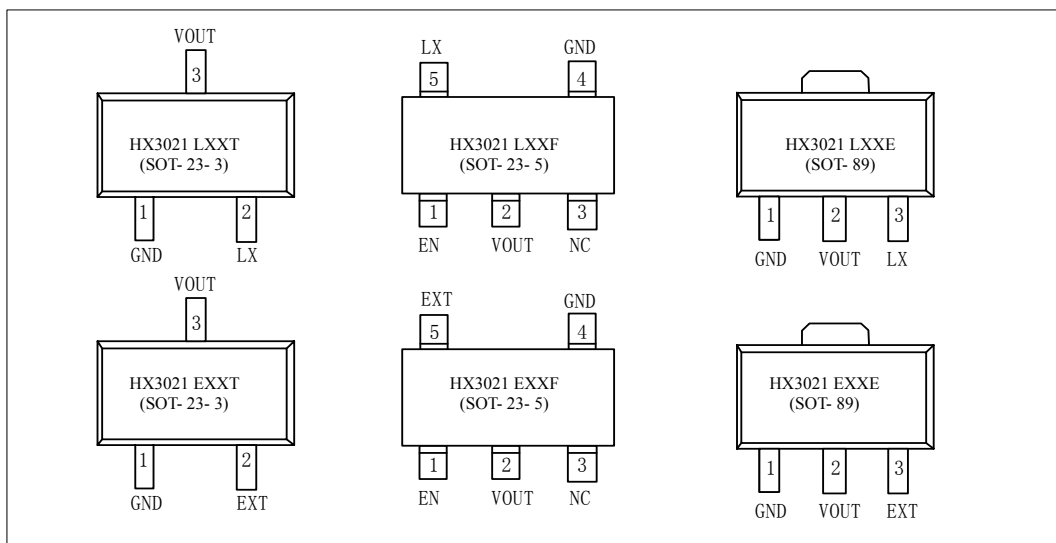 VOUT
3
HX3021 LXXT
(SOT- 23- 3)
1
2
GND
LX
LX
GND
5
4
HX3021 LXXF
(SOT- 23- 5)
1
2
3
EN
VOUT
NC
HX3021 LXXE
(SOT- 89)
1
2
3
GND
VOUT
LX
VOUT
3
HX3021 EXXT
(SOT- 23- 3)
1
2
GND
EXT
EXT
GND
5
4
HX3021 EXXF
(SOT- 23- 5)
1
2
3
EN
VOUT
NC
HX3021 EXXE
(SOT- 89)
1
2
3
GND
VOUT
EXT